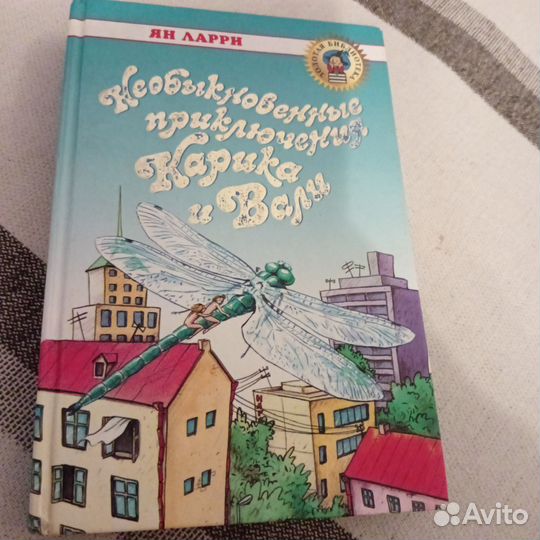 ЯН ЛАРРИ
ЗОЛОТАЯ БИБЛИОТЕКА
Необыкновенные
приключения
Карика
и Вали
Avito